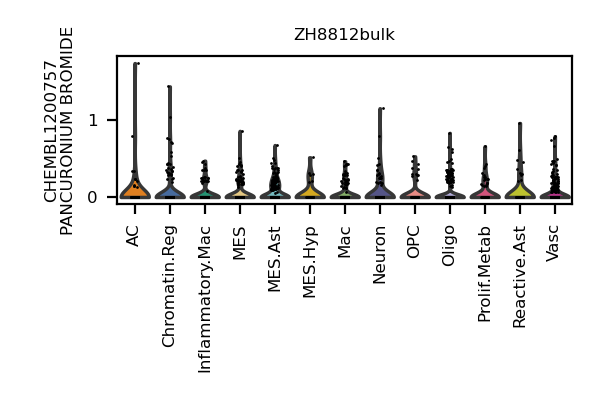 ZH8812bulk
CHEMBL1200757
PANCURONIUM BROMIDE
1
0
AC
Chromatin.Reg
Inflammatory.Mac
MES
MES.Ast
MES.Hyp
Mac
Neuron
OPC
Oligo
Prolif.Metab
Reactive.Ast
Vasc